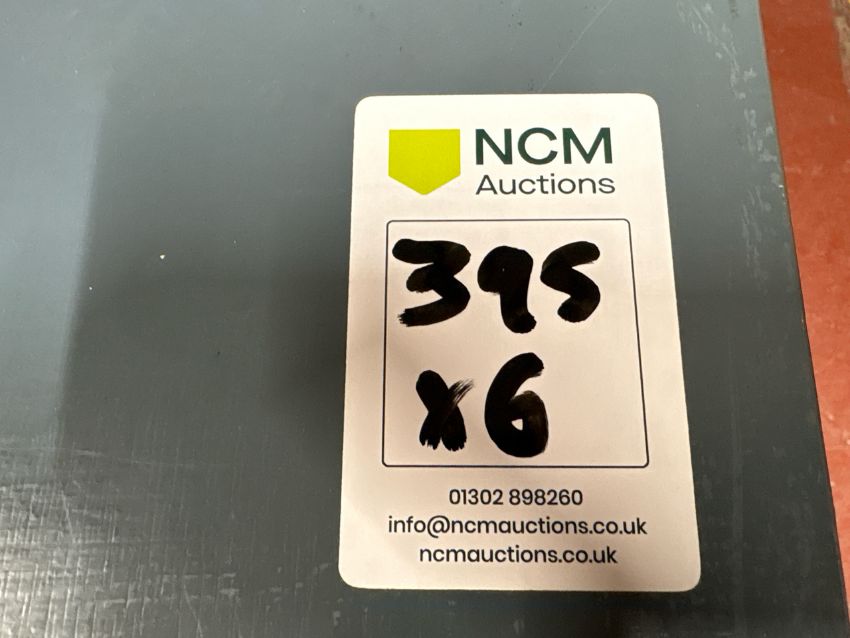 NCM
Auctions
395
x6
01302 898260
info@ncmauctions.co.uk
ncmauctions.co.uk